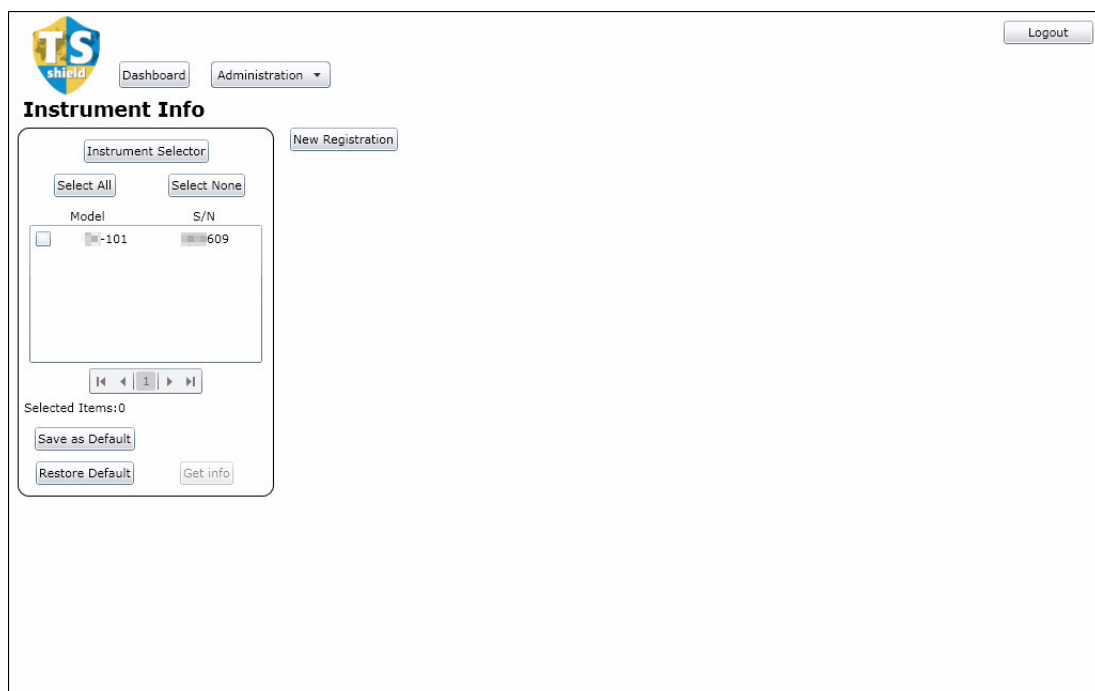 Logout
TS
shield
Dashboard
Administration
Instrument Info
New Registration
Instrument Selector
Select All Select None
Model S/N
-101 609
1
Selected Items:0
Save as Default
Restore Default Get info